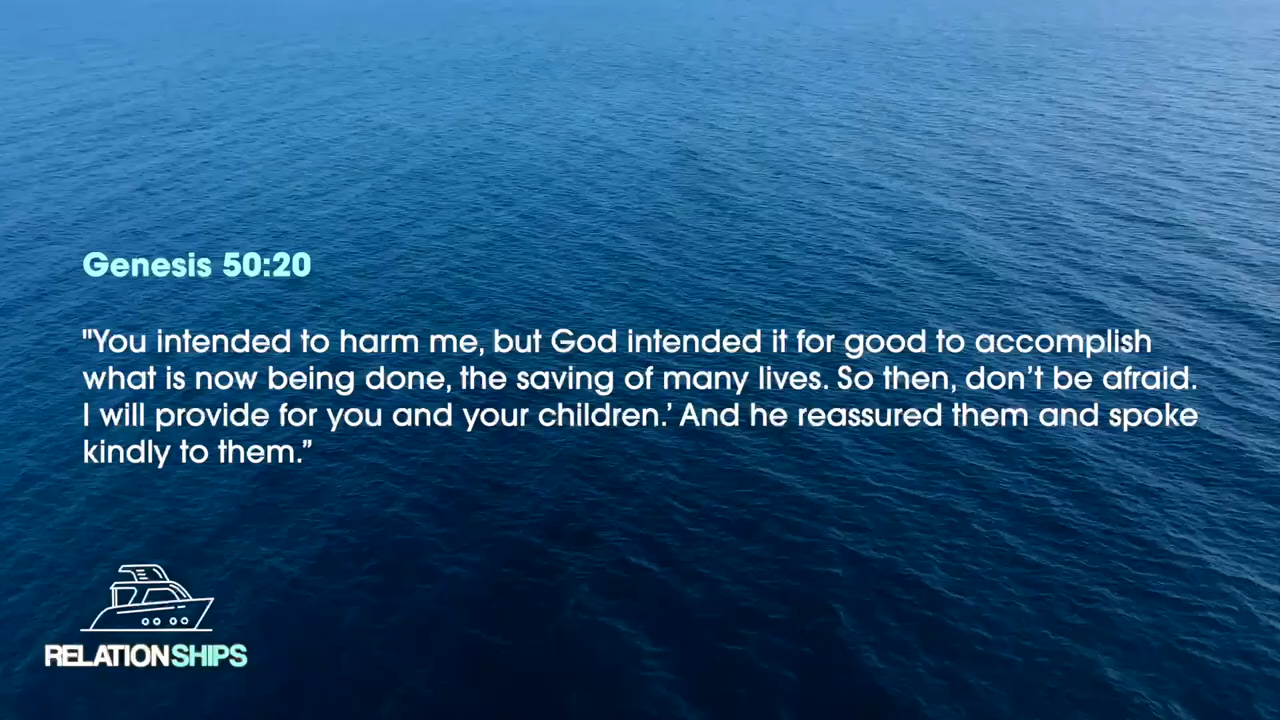 Genesis 50:20
"You intended to harm me, but God intended it for good to accomplish
what is now being done, the saving of many lives. So then, don’t be afraid.
I will provide for you and your children.’ And he reassured them and spoke
kindly to them.”
RELATIONSHIPS